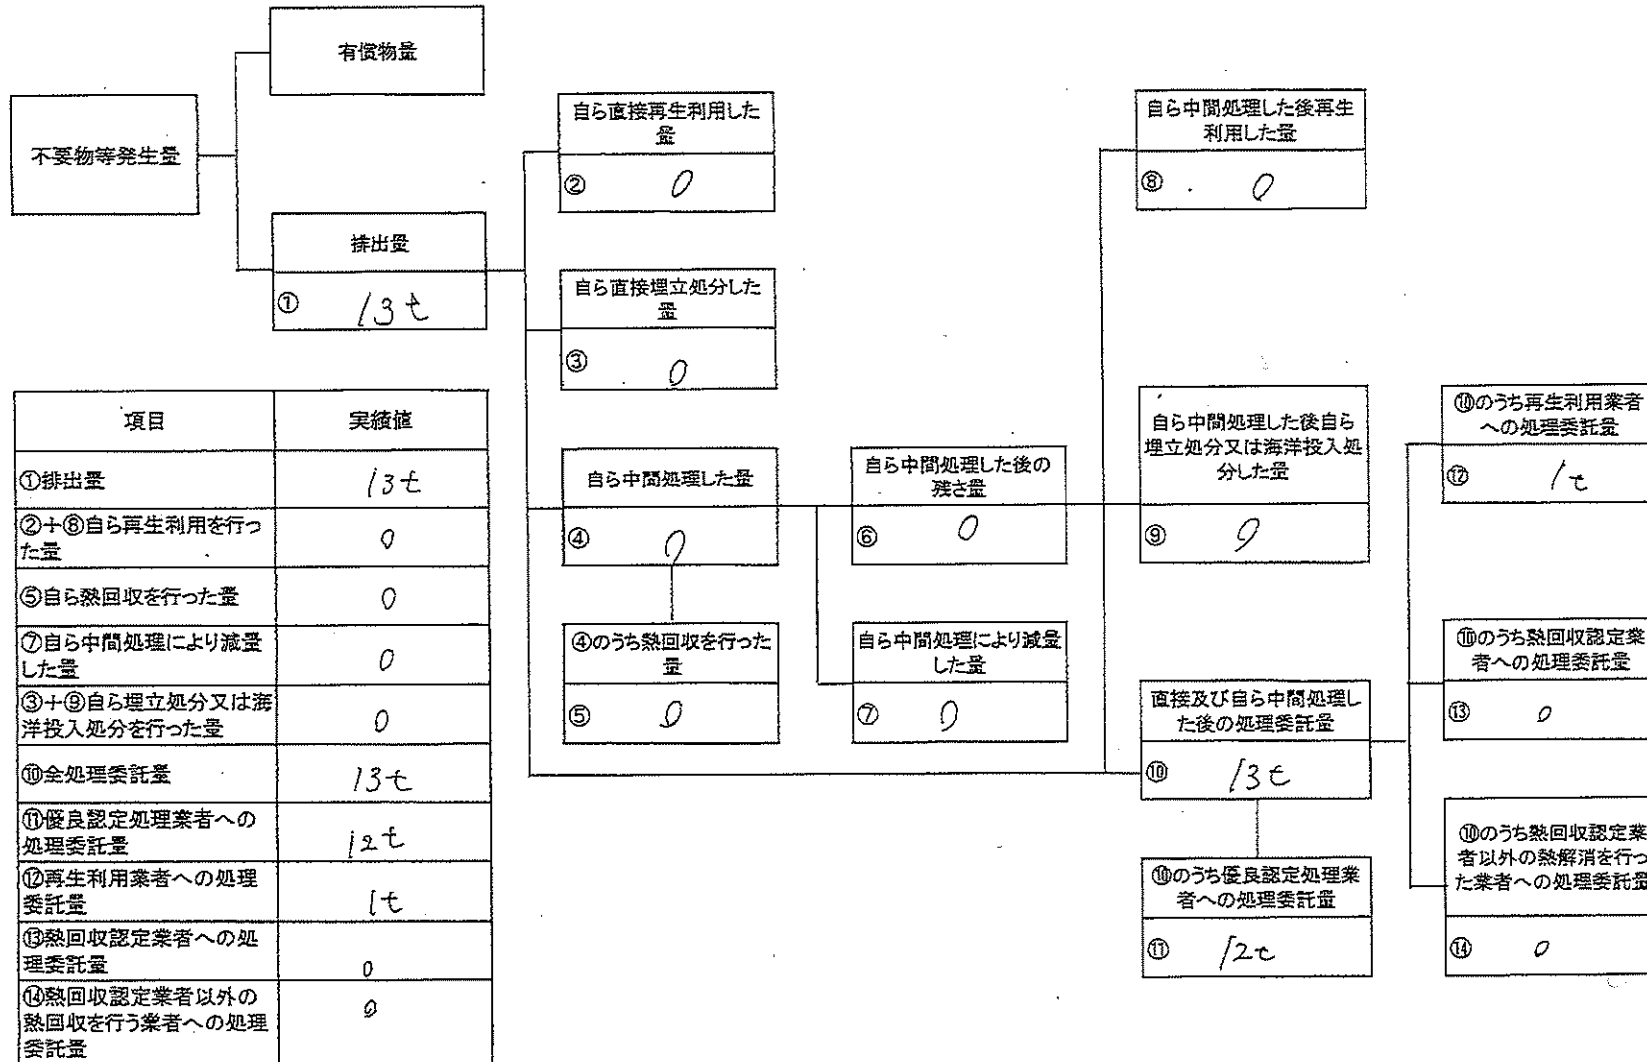 有償物量
不要物等発生量
排出量
① 13t
自ら直接再生利用した
量
② 0
自ら直接埋立処分した
量
③ 0
自ら中間処理した量
④ 0
④のうち熱回収を行った
量
⑤ 0
自ら中間処理した後の
残さ量
⑥ 0
自ら中間処理により減量
した量
⑦ 0
自ら中間処理した後再生
利用した量
⑧ 0
自ら中間処理した後自ら
埋立処分又は海洋投入処
分した量
⑨ 0
直接及び自ら中間処理し
た後の処理委託量
⑩ 13t
⑩のうち優良認定処理業
者への処理委託量
⑪ 12t
⑩のうち再生利用業者
への処理委託量
⑫ 1t
⑩のうち熱回収認定業
者への処理委託量
⑬ 0
⑩のうち熱回収認定業
者以外の熱解消を行っ
た業者への処理委託量
⑭ 0
項目 実績値
①排出量 13t
②+⑧自ら再生利用を行っ
た量 0
⑤自ら熱回収を行った量 0
⑦自ら中間処理により減量
した量 0
③+⑨自ら埋立処分又は海
洋投入処分を行った量 0
⑩全処理委託量 13t
⑪優良認定処理業者への
処理委託量 12t
⑫再生利用業者への処理
委託量 1t
⑬熱回収認定業者への処
理委託量 0
⑭熱回収認定業者以外の
熱回収を行う業者への処理
委託量 0